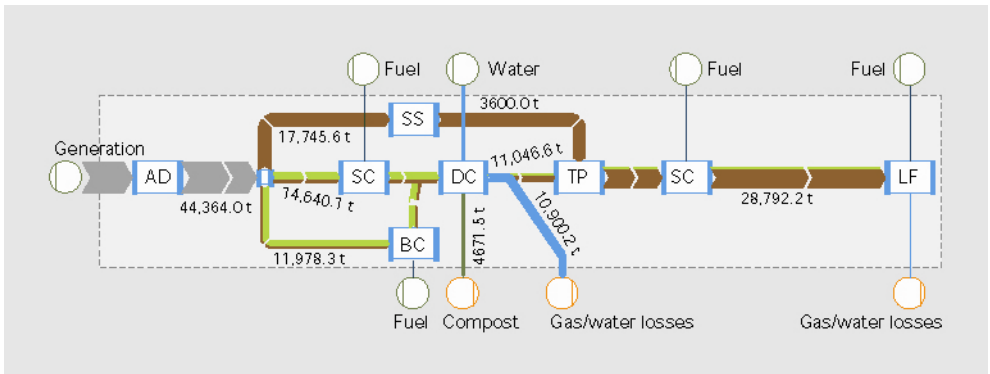 Fuel
Water
Fuel
Fuel
3600.0 t
SS
17,745.6 t
Generation
11,046.6 t
AD
SC
DC
TP
SC
LF
44,364.0 t
14,640.1 t
10,900.2 t
28,792.2 t
4671.5 t
BC
11,978.3 t
Fuel
Compost
Gas/water losses
Gas/water losses